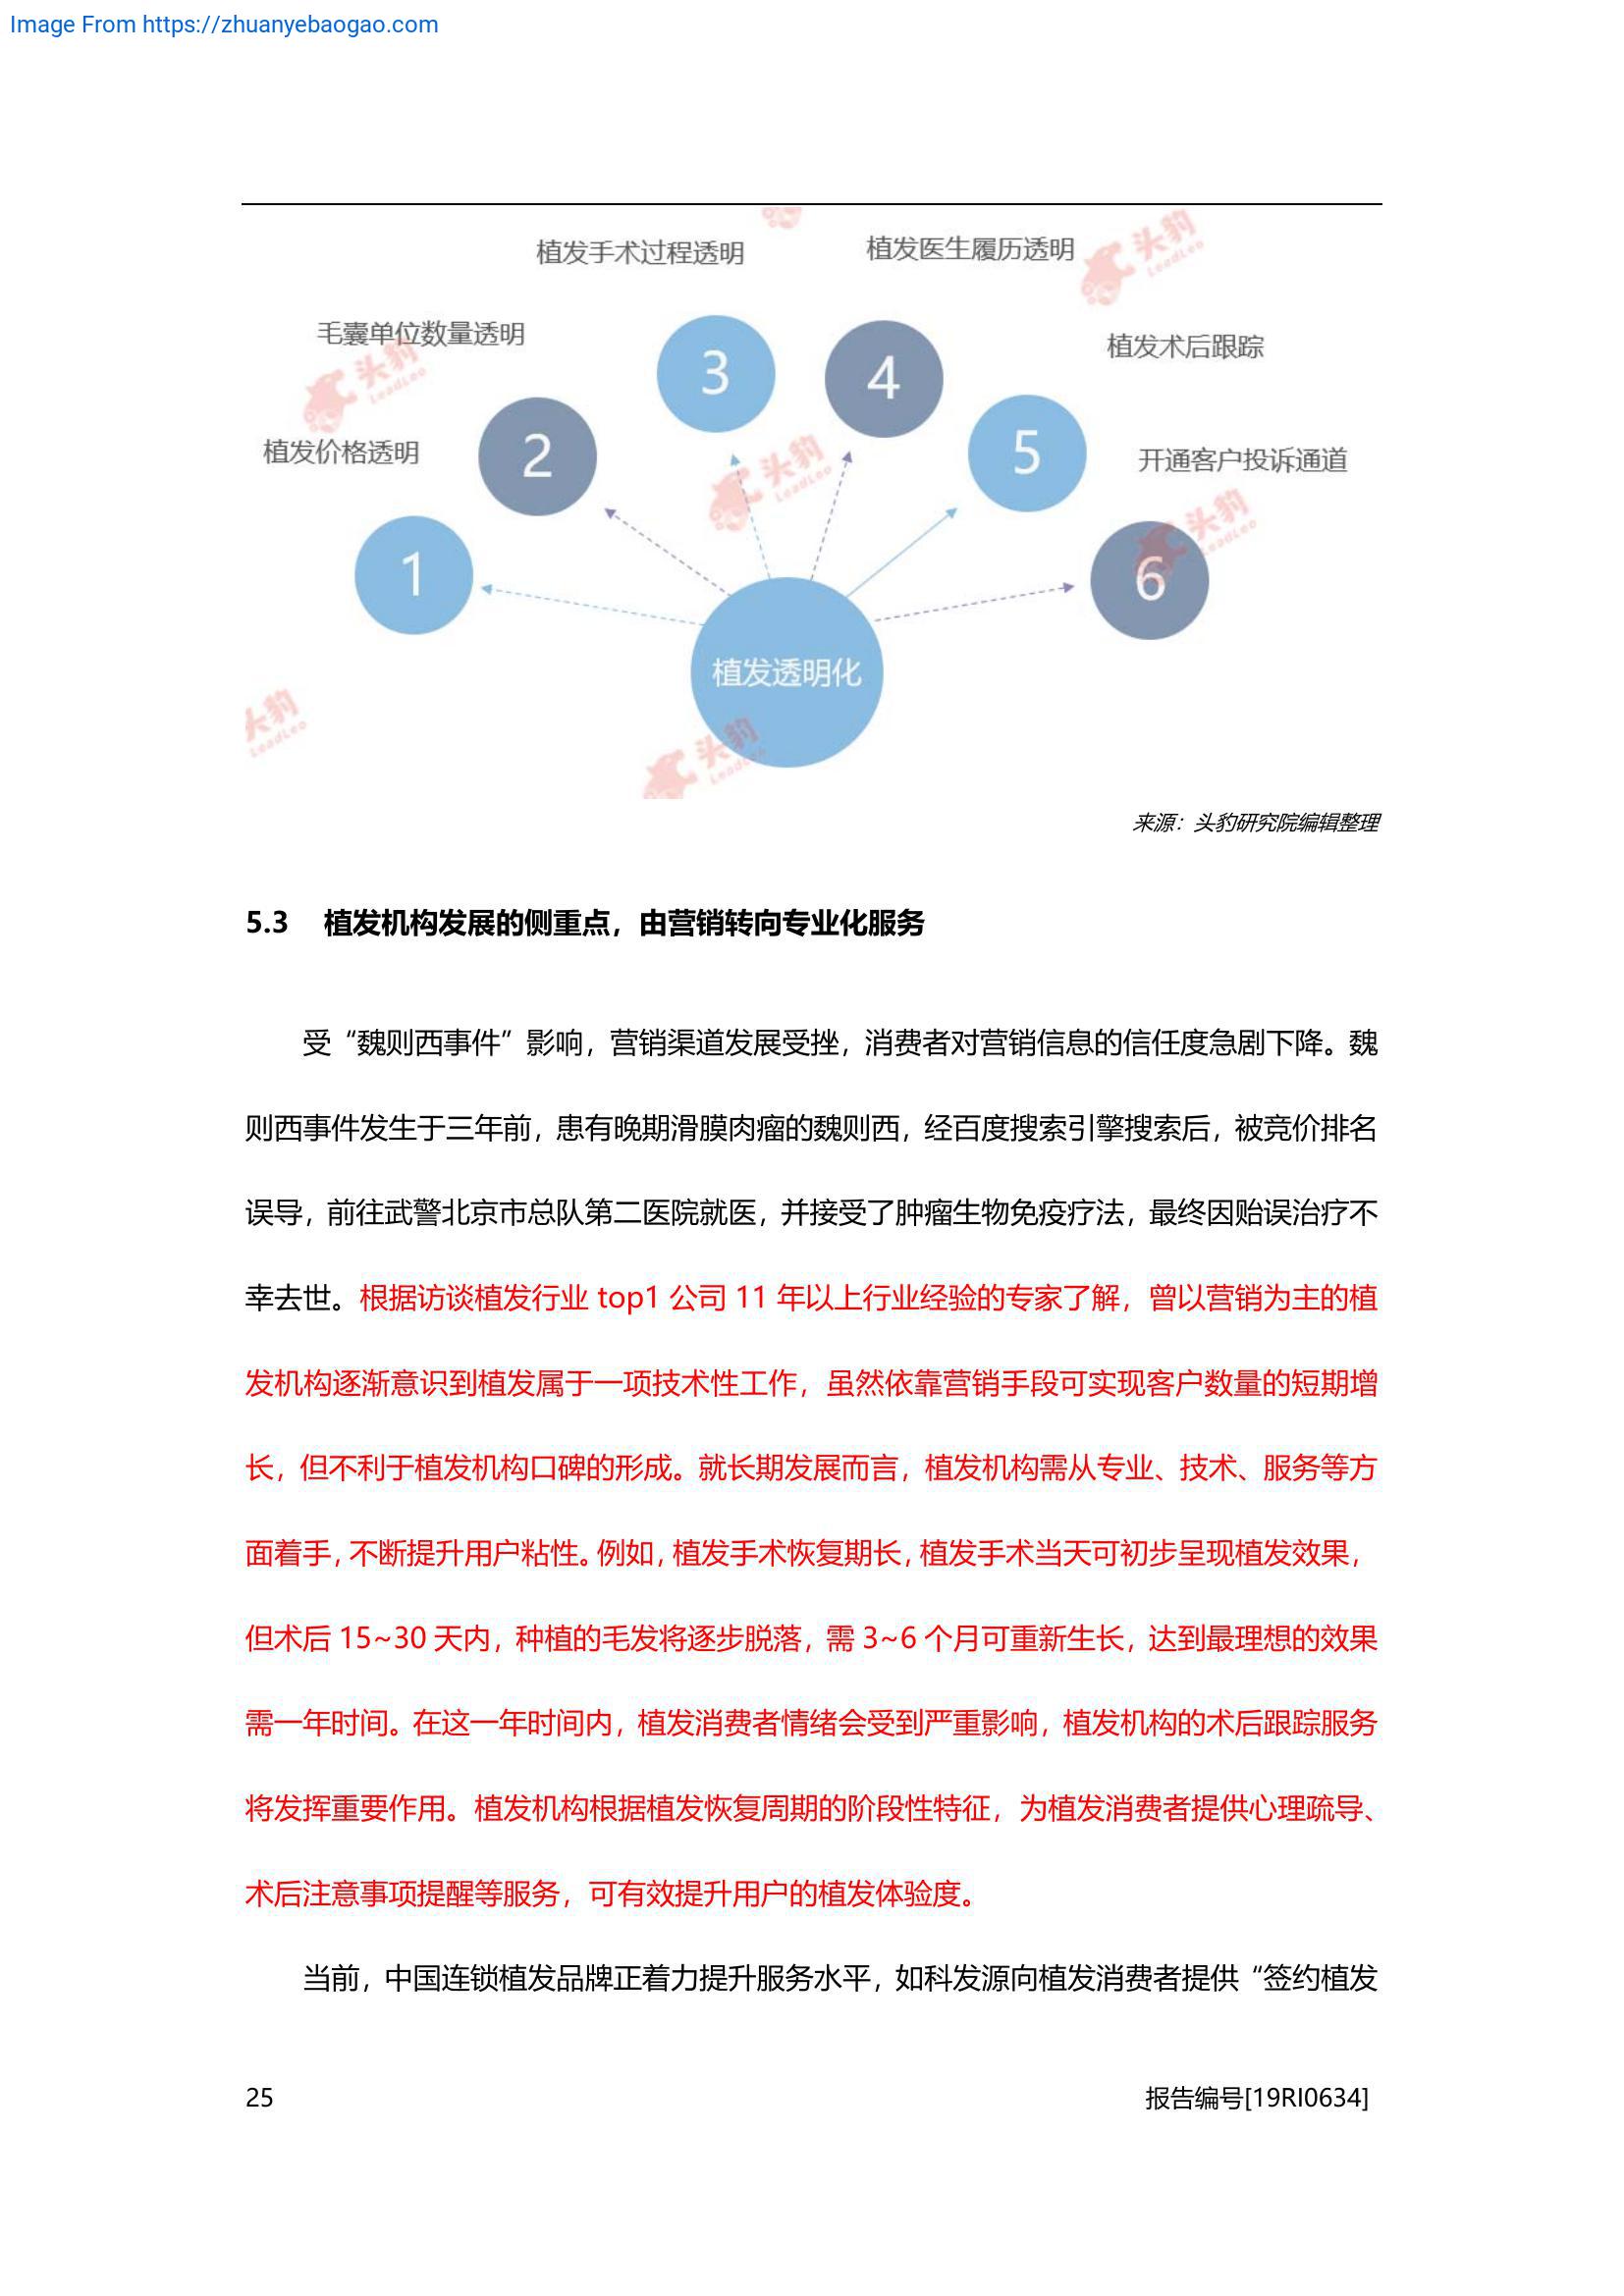 Image From https://zhuanyebaogao.com
植发手术过程透明
植发医生履历透明
毛囊单位数量透明
植发术后跟踪
植发价格透明
开通客户投诉通道
3
4
2
5
1
6
植发透明化
头豹
LeadLeo
头豹
LeadLeo
头豹
LeadLeo
头豹
LeadLeo
头豹
LeadLeo
头豹
LeadLeo
来源：头豹研究院编辑整理
5.3 植发机构发展的侧重点，由营销转向专业化服务
受“魏则西事件”影响，营销渠道发展受挫，消费者对营销信息的信任度急剧下降。魏
则西事件发生于三年前，患有晚期滑膜肉瘤的魏则西，经百度搜索引擎搜索后，被竞价排名
误导，前往武警北京市总队第二医院就医，并接受了肿瘤生物免疫疗法，最终因贻误治疗不
幸去世。根据访谈植发行业 top1 公司 11 年以上行业经验的专家了解，曾以营销为主的植
发机构逐渐意识到植发属于一项技术性工作，虽然依靠营销手段可实现客户数量的短期增
长，但不利于植发机构口碑的形成。就长期发展而言，植发机构需从专业、技术、服务等方
面着手，不断提升用户粘性。例如，植发手术恢复期长，植发手术当天可初步呈现植发效果，
但术后 15~30 天内，种植的毛发将逐步脱落，需 3~6 个月可重新生长，达到最理想的效果
需一年时间。在这一年时间内，植发消费者情绪会受到严重影响，植发机构的术后跟踪服务
将发挥重要作用。植发机构根据植发恢复周期的阶段性特征，为植发消费者提供心理疏导、
术后注意事项提醒等服务，可有效提升用户的植发体验度。
当前，中国连锁植发品牌正着力提升服务水平，如科发源向植发消费者提供“签约植发
25
报告编号[19RI0634]